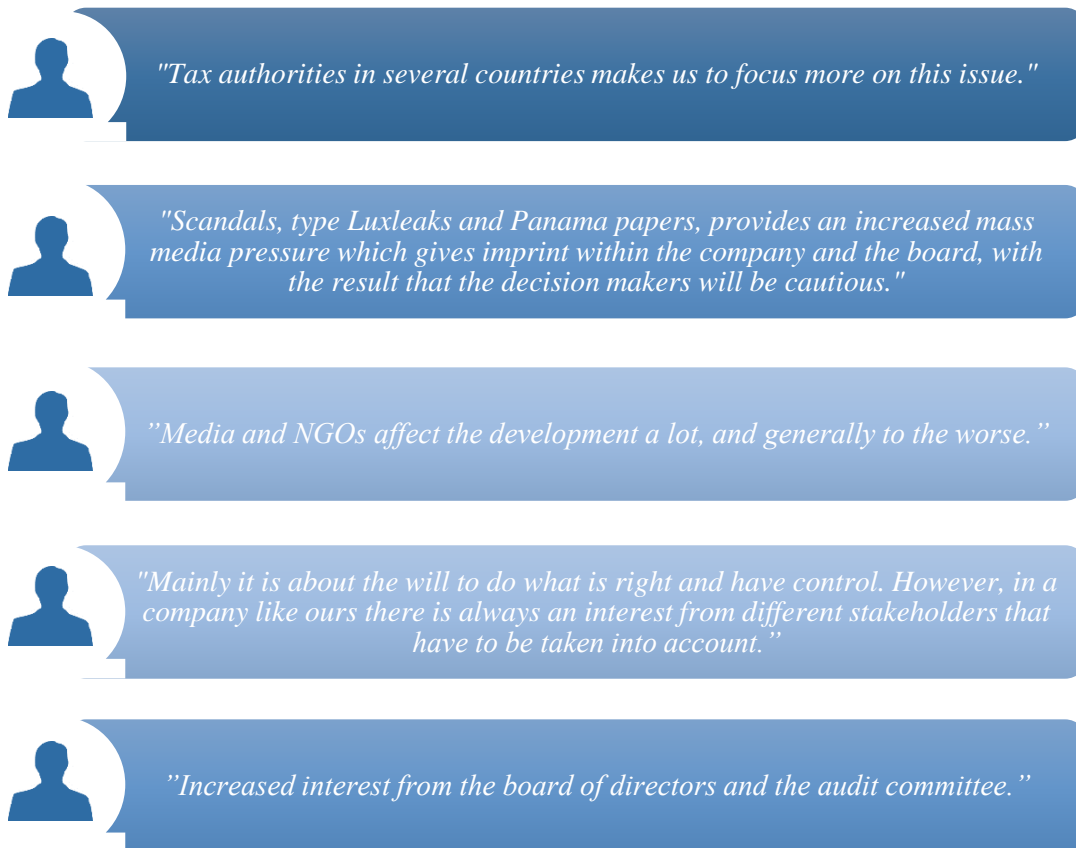 "Tax authorities in several countries makes us to focus more on this issue."
"Scandals, type Luxleaks and Panama papers, provides an increased mass
media pressure which gives imprint within the company and the board, with
the result that the decision makers will be cautious."
”Media and NGOs affect the development a lot, and generally to the worse.”
"Mainly it is about the will to do what is right and have control. However, in a
company like ours there is always an interest from different stakeholders that
have to be taken into account.”
”Increased interest from the board of directors and the audit committee.”